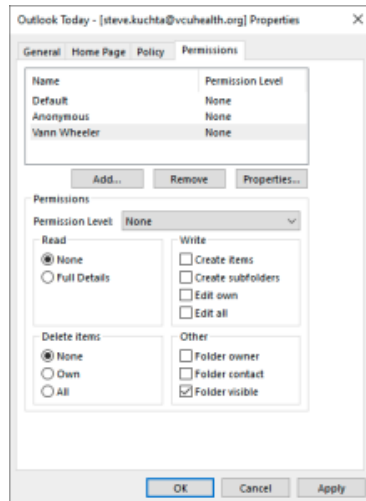 Outlook Today - [steve.kuchta@vcuhealth.org] Properties
General Home Page Policy Permissions
Name Permission Level
Default None
Anonymous None
Vann Wheeler None
Add... Remove Properties...
Permissions
Permission Level: None
Read Write
None Create items
Full Details Create subfolders
Edit own
Edit all
Delete items Other
None Folder owner
Own Folder contact
All Folder visible
OK Cancel Apply